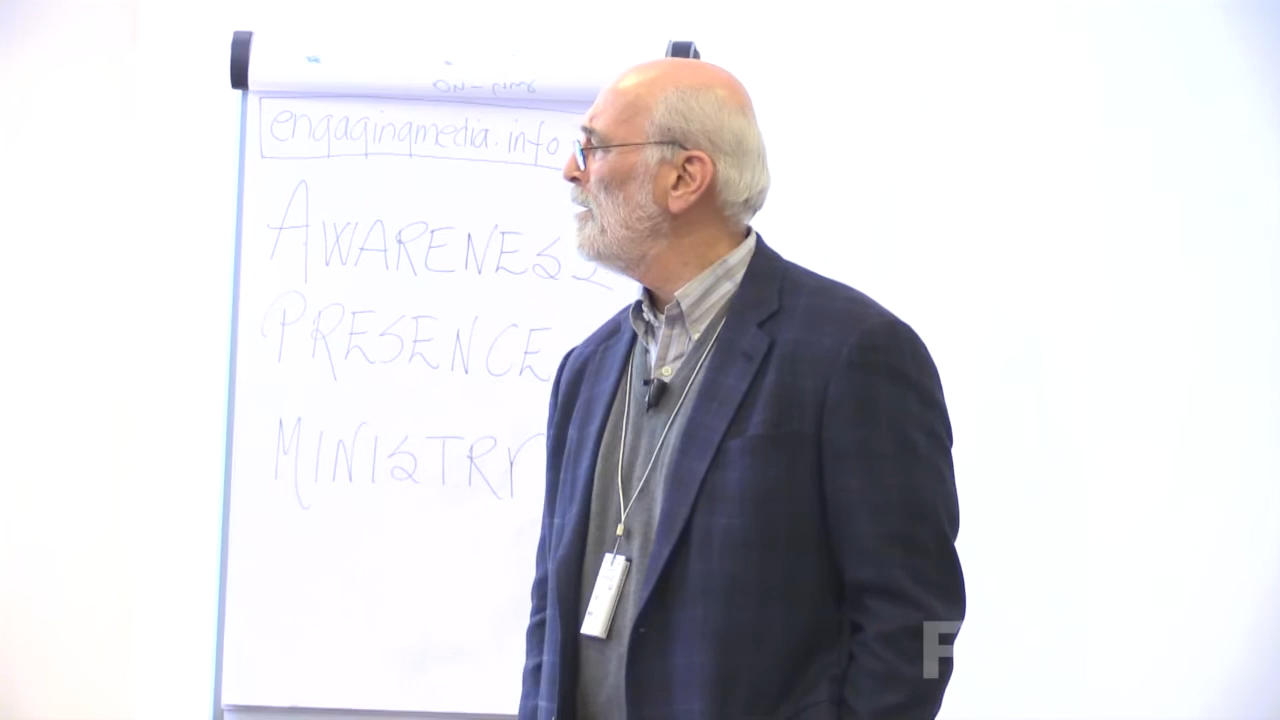 engagingmedia.info
AWARENESS
PRESENCE
MINISTRY
F